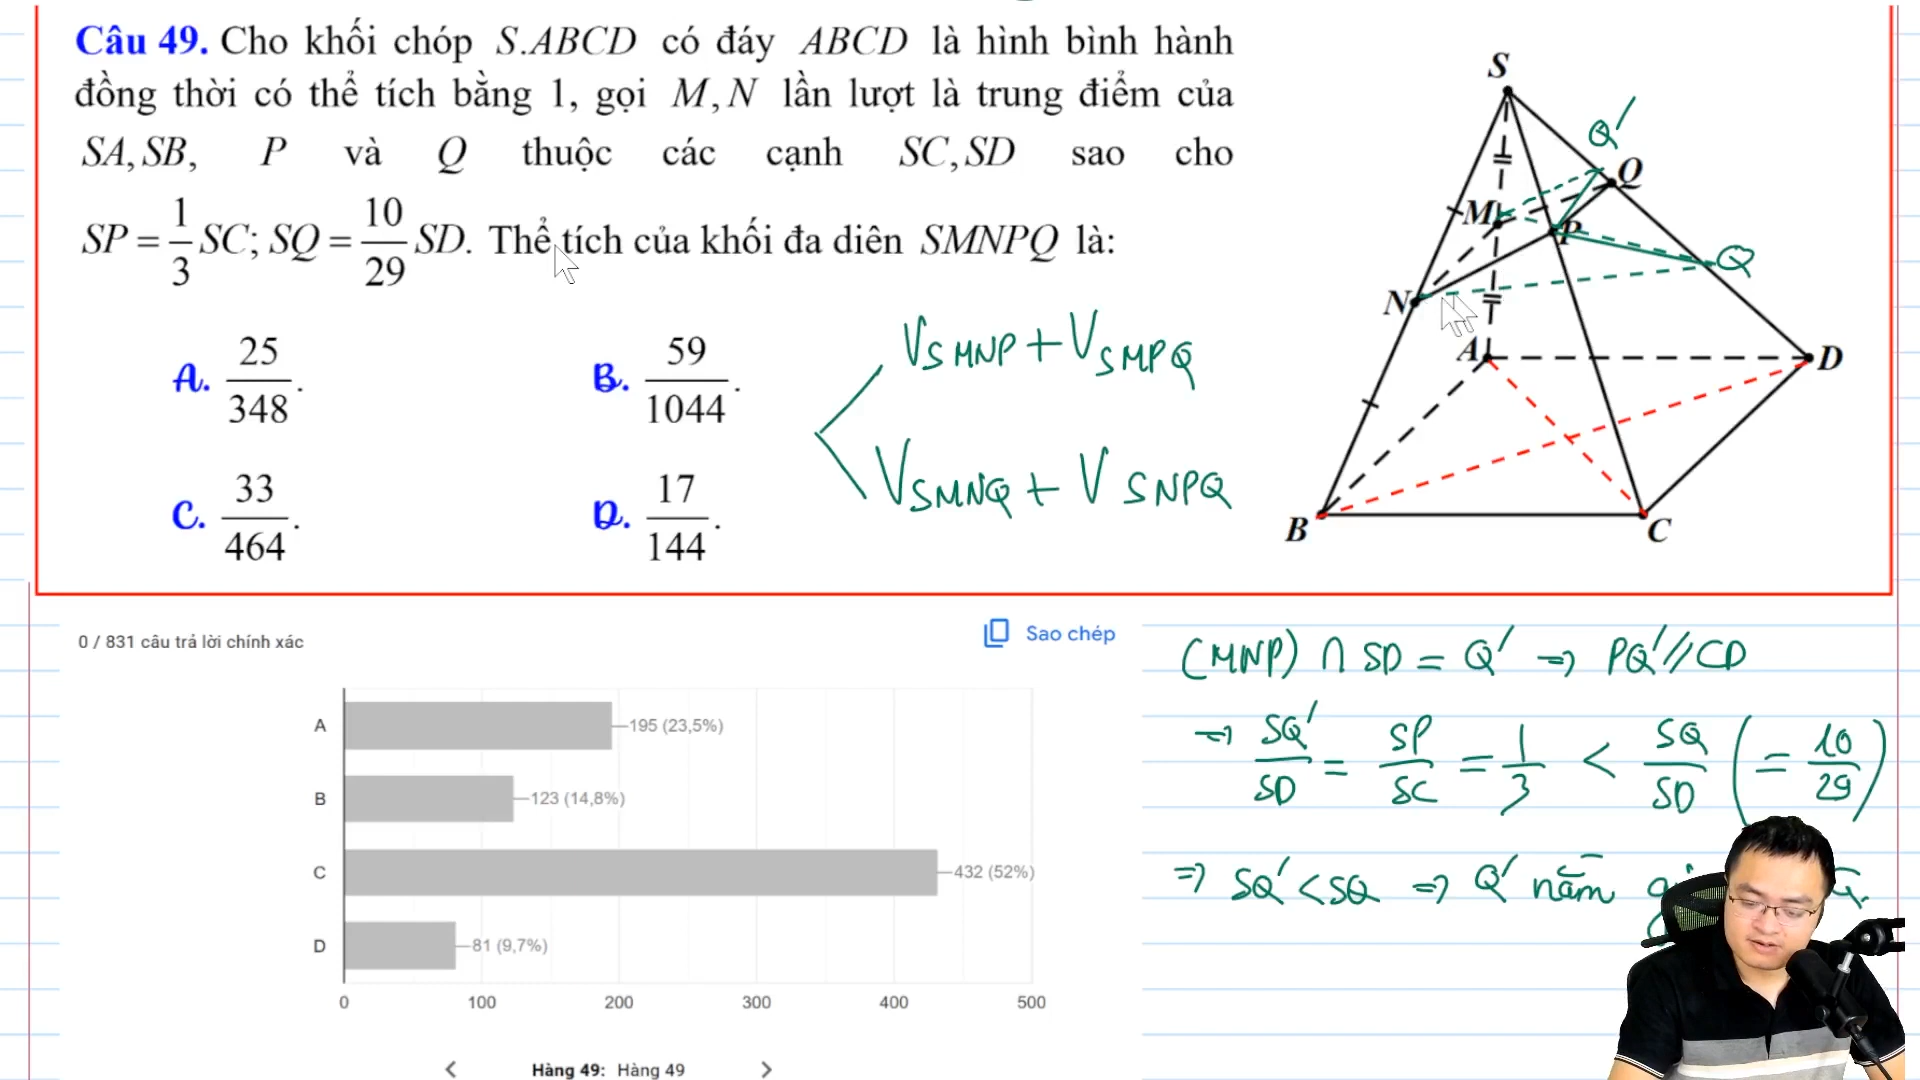 Câu 49. Cho khối chóp S.ABCD có đáy ABCD là hình bình hành
đồng thời có thể tích bằng 1, gọi M, N lần lượt là trung điểm của
SA, SB, P và Q thuộc các cạnh SC, SD sao cho
SP = 1/3 SC; SQ = 10/29 SD. Thể tích của khối đa diên SMNPQ là:
A. 25/348.
B. 59/1044.
C. 33/464.
D. 17/144.
V_SMNP + V_SMPQ
V_SMNQ + V_SNPQ
S
Q'
Q
M
P
Q
N
A
D
B
C
0 / 831 câu trả lời chính xác
Sao chép
A
195 (23,5%)
B
123 (14,8%)
C
432 (52%)
D
81 (9,7%)
0 100 200 300 400 500
Hàng 49: Hàng 49
(MNP) ∩ SD = Q' ⇒ PQ' // CD
⇒ SQ'/SD = SP/SC = 1/3 < SQ/SD (= 10/29)
⇒ SQ' < SQ ⇒ Q' nằm